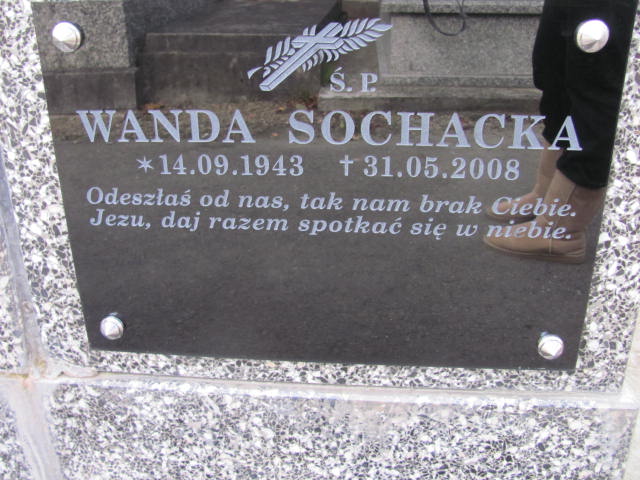 Ś.P.
WANDA SOCHACKA
*14.09.1943 †31.05.2008
Odeszłaś od nas, tak nam brak Ciebie.
Jezu, daj razem spotkać się w niebie.